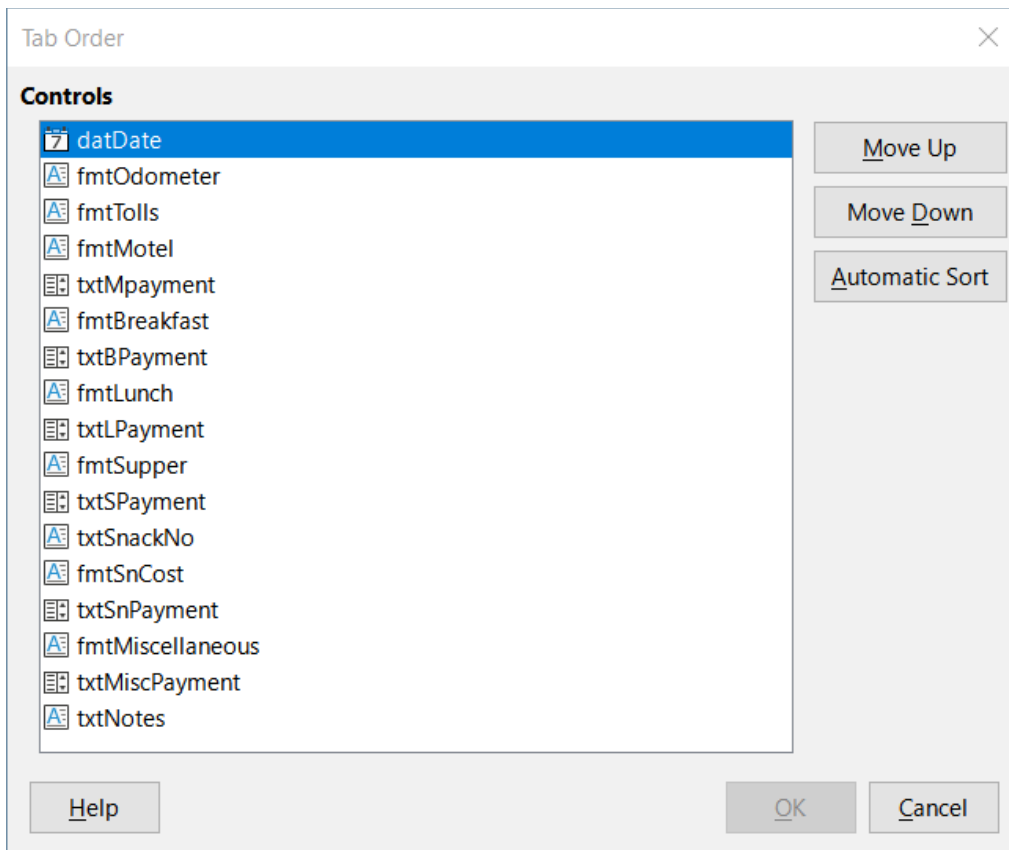 Tab Order
Controls
7 datDate
A fmtOdometer
A fmtTolls
A fmtMotel
txtMpayment
A fmtBreakfast
txtBPayment
A fmtLunch
txtLPayment
A fmtSupper
txtSPayment
A txtSnackNo
A fmtSnCost
txtSnPayment
A fmtMiscellaneous
txtMiscPayment
A txtNotes
Move Up
Move Down
Automatic Sort
Help
OK
Cancel